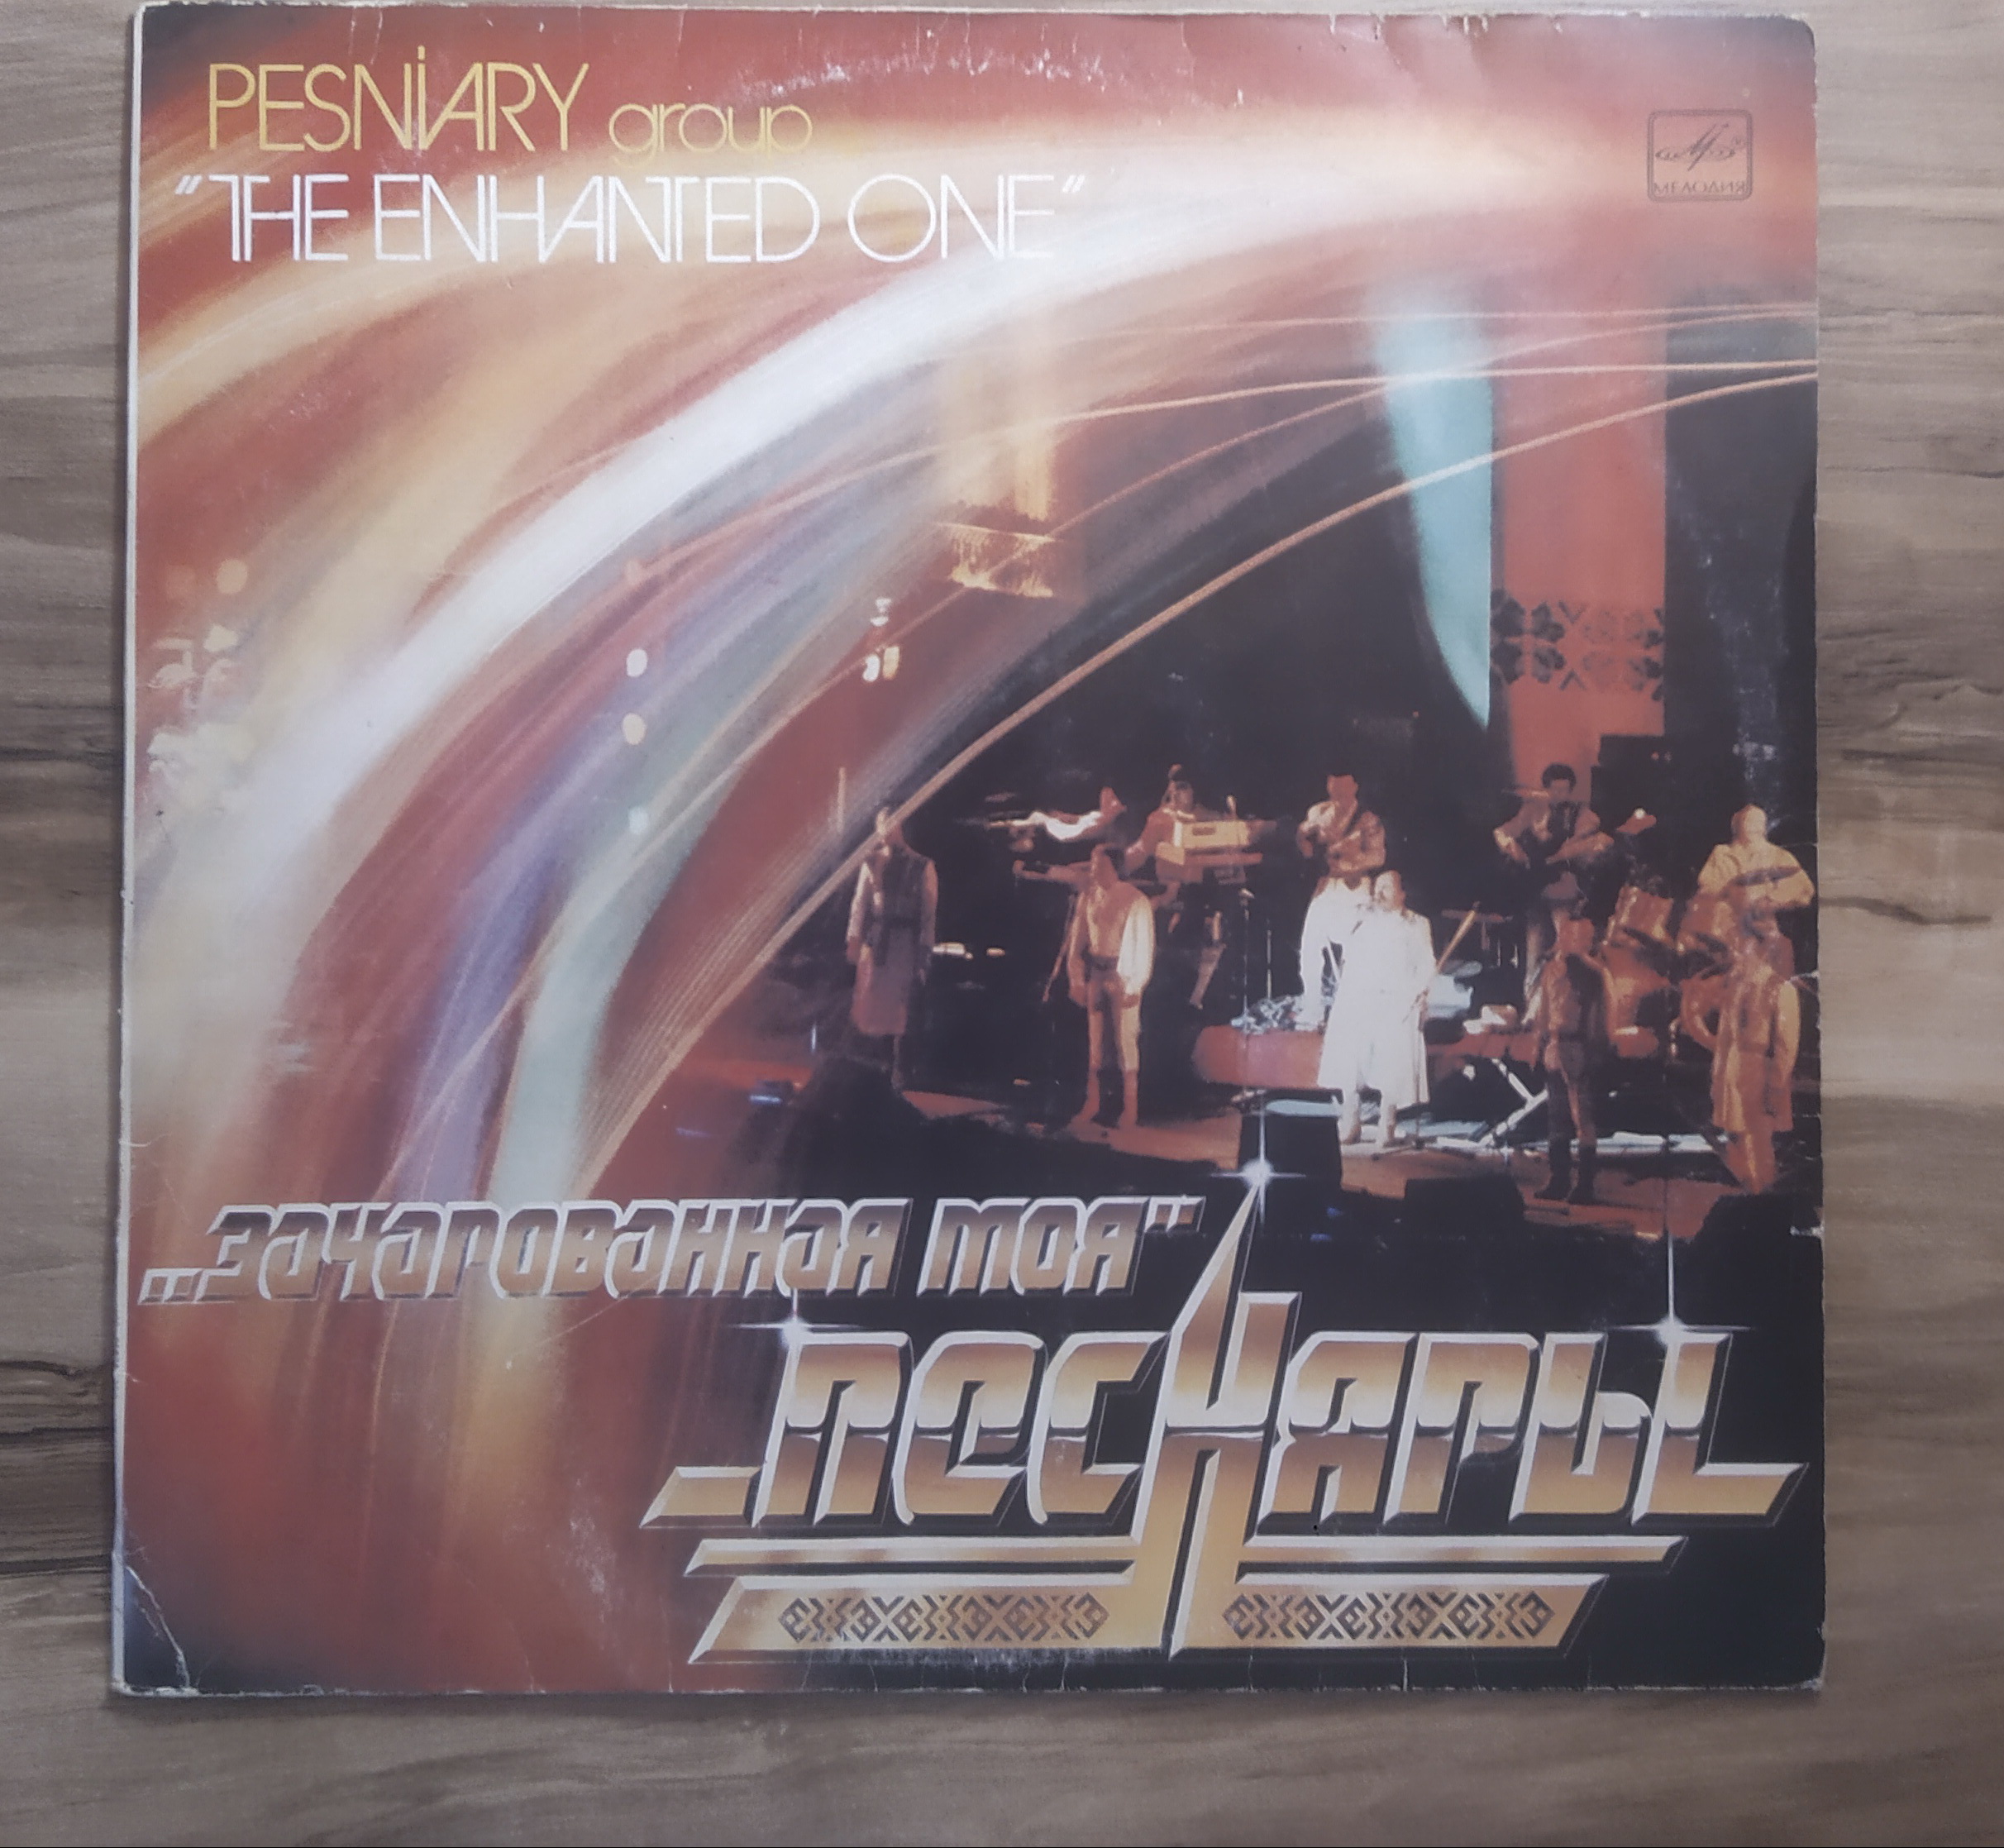 PESNiARY group
"THE ENHANTED ONE"
МЕЛОДИЯ
„Зачарованная моя"
Песняры